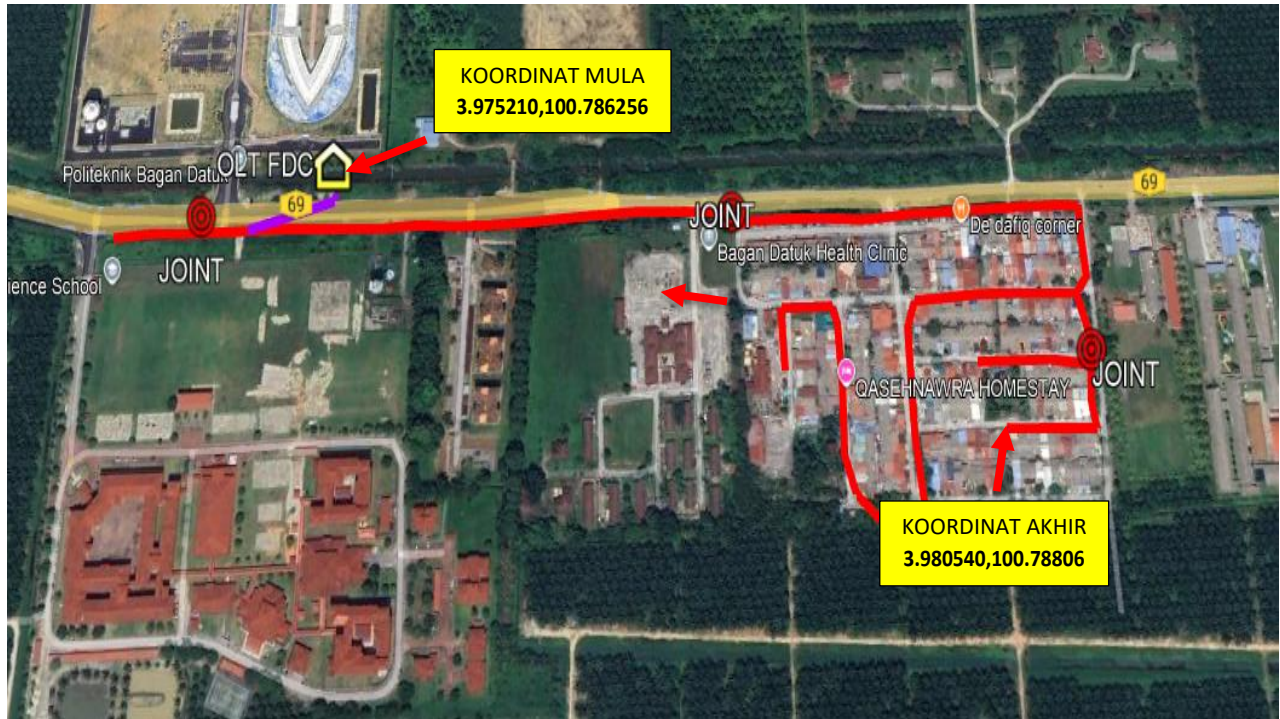 KOORDINAT MULA
3.975210,100.786256
OLT FDC
Politeknik Bagan Datuk
69
69
JOINT
De'dafiq corner
Bagan Datuk Health Clinic
JOINT
ience School
JOINT
QASEHNAWRA HOMESTAY
KOORDINAT AKHIR
3.980540,100.78806